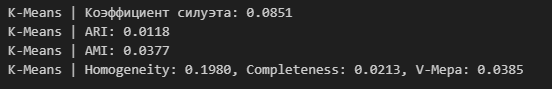 K-Means | Коэффициент силуэта: 0.0851
K-Means | ARI: 0.0118
K-Means | AMI: 0.0377
K-Means | Homogeneity: 0.1980, Completeness: 0.0213, V-Мера: 0.0385